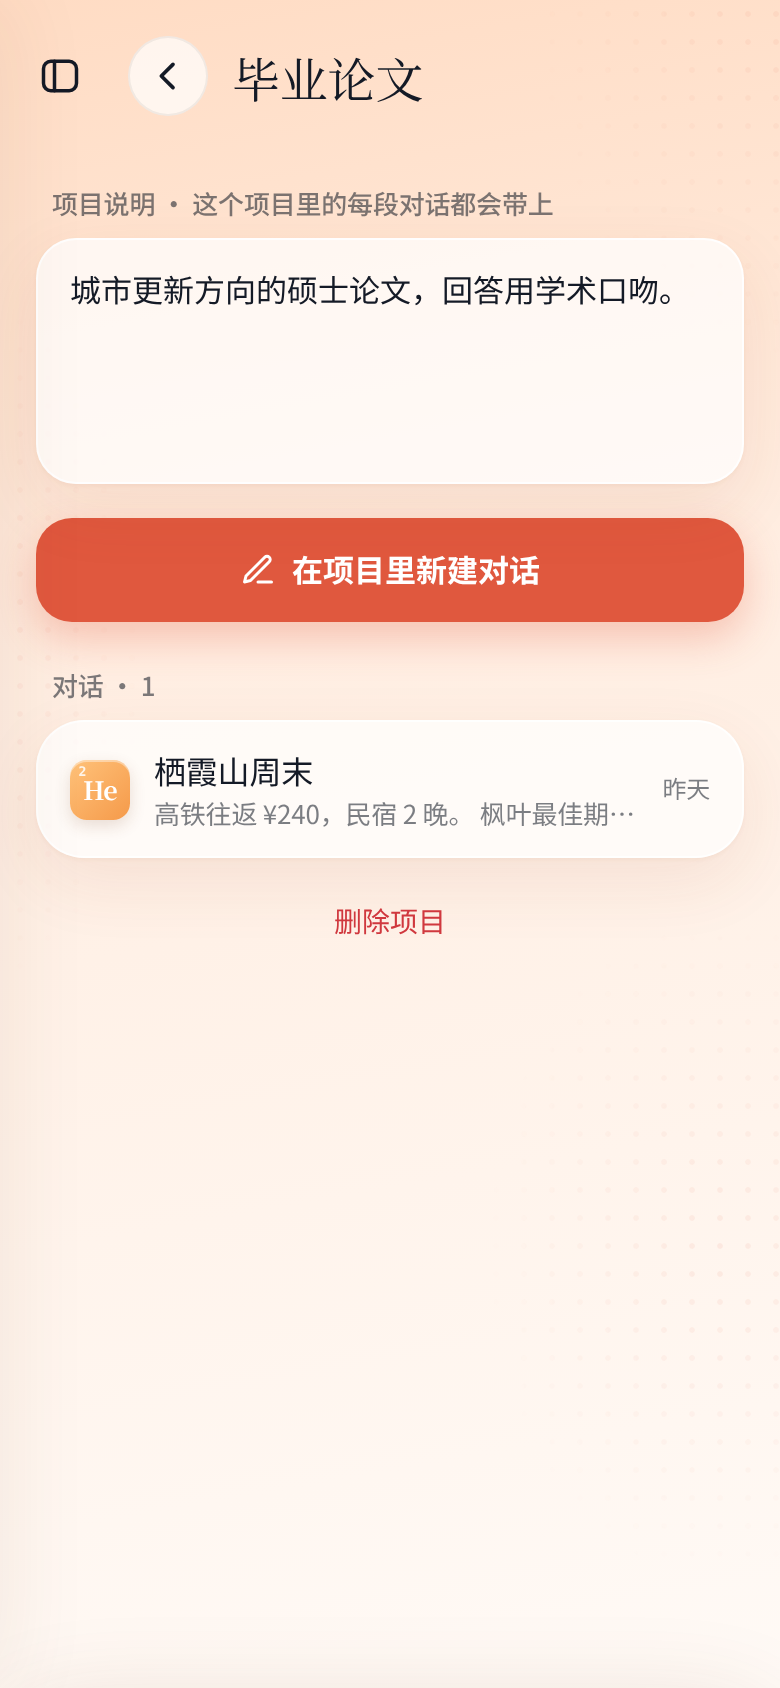 毕业论文
项目说明 · 这个项目里的每段对话都会带上
城市更新方向的硕士论文，回答用学术口吻。
在项目里新建对话
对话 · 1
2
He
栖霞山周末
高铁往返 ¥240，民宿 2 晚。 枫叶最佳期…
昨天
删除项目